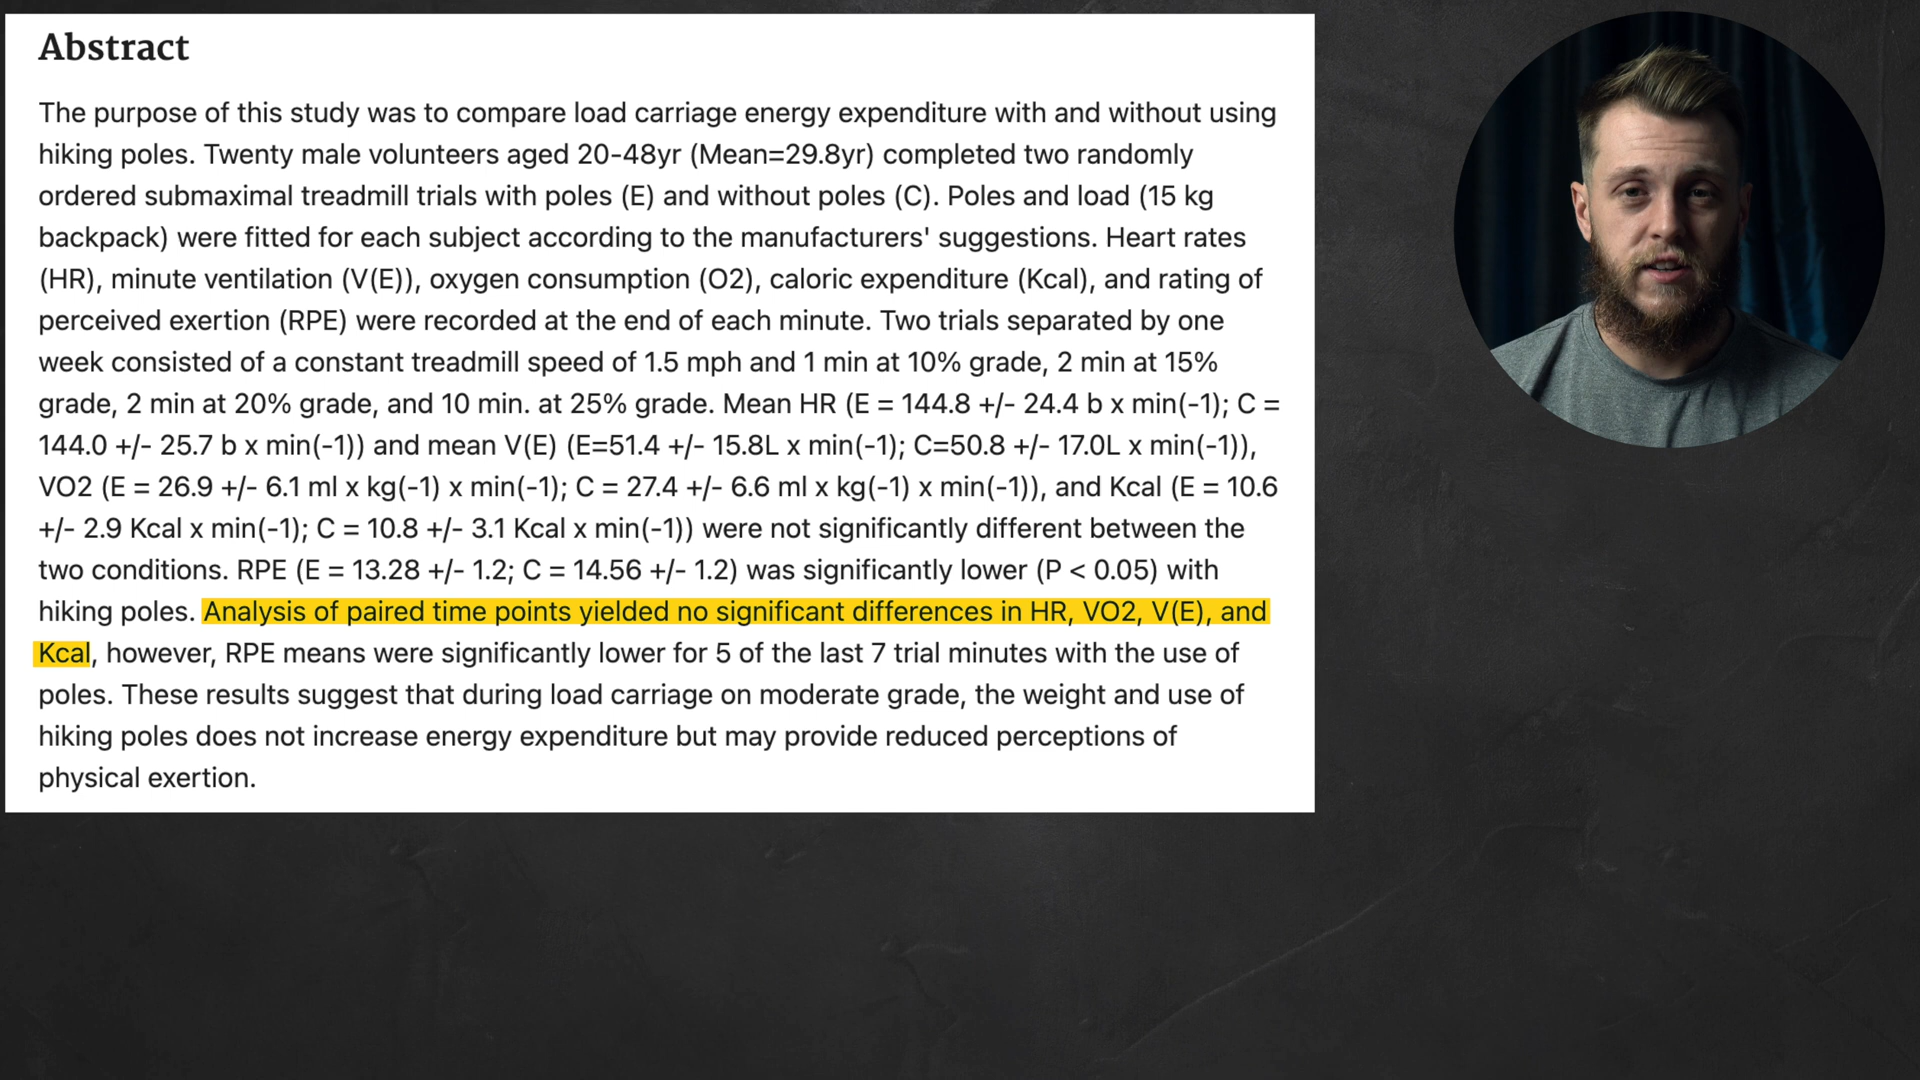 Abstract
The purpose of this study was to compare load carriage energy expenditure with and without using
hiking poles. Twenty male volunteers aged 20-48yr (Mean=29.8yr) completed two randomly
ordered submaximal treadmill trials with poles (E) and without poles (C). Poles and load (15 kg
backpack) were fitted for each subject according to the manufacturers' suggestions. Heart rates
(HR), minute ventilation (V(E)), oxygen consumption (O2), caloric expenditure (Kcal), and rating of
perceived exertion (RPE) were recorded at the end of each minute. Two trials separated by one
week consisted of a constant treadmill speed of 1.5 mph and 1 min at 10% grade, 2 min at 15%
grade, 2 min at 20% grade, and 10 min. at 25% grade. Mean HR (E = 144.8 +/- 24.4 b x min(-1); C =
144.0 +/- 25.7 b x min(-1)) and mean V(E) (E=51.4 +/- 15.8L x min(-1); C=50.8 +/- 17.0L x min(-1)),
VO2 (E = 26.9 +/- 6.1 ml x kg(-1) x min(-1); C = 27.4 +/- 6.6 ml x kg(-1) x min(-1)), and Kcal (E = 10.6
+/- 2.9 Kcal x min(-1); C = 10.8 +/- 3.1 Kcal x min(-1)) were not significantly different between the
two conditions. RPE (E = 13.28 +/- 1.2; C = 14.56 +/- 1.2) was significantly lower (P < 0.05) with
hiking poles. Analysis of paired time points yielded no significant differences in HR, VO2, V(E), and
Kcal, however, RPE means were significantly lower for 5 of the last 7 trial minutes with the use of
poles. These results suggest that during load carriage on moderate grade, the weight and use of
hiking poles does not increase energy expenditure but may provide reduced perceptions of
physical exertion.